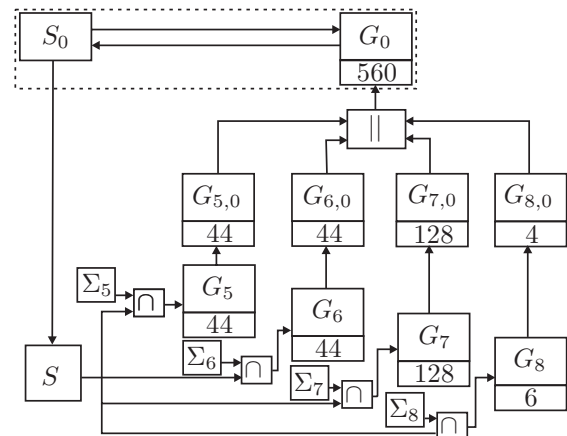 S₀ G₀
560
||
G₅,₀ G₆,₀ G₇,₀ G₈,₀
44 44 128 4
Σ₅ ∩ G₅
44
G₆
44
Σ₆ ∩
G₇
128
S
Σ₇ ∩
G₈
6
Σ₈ ∩